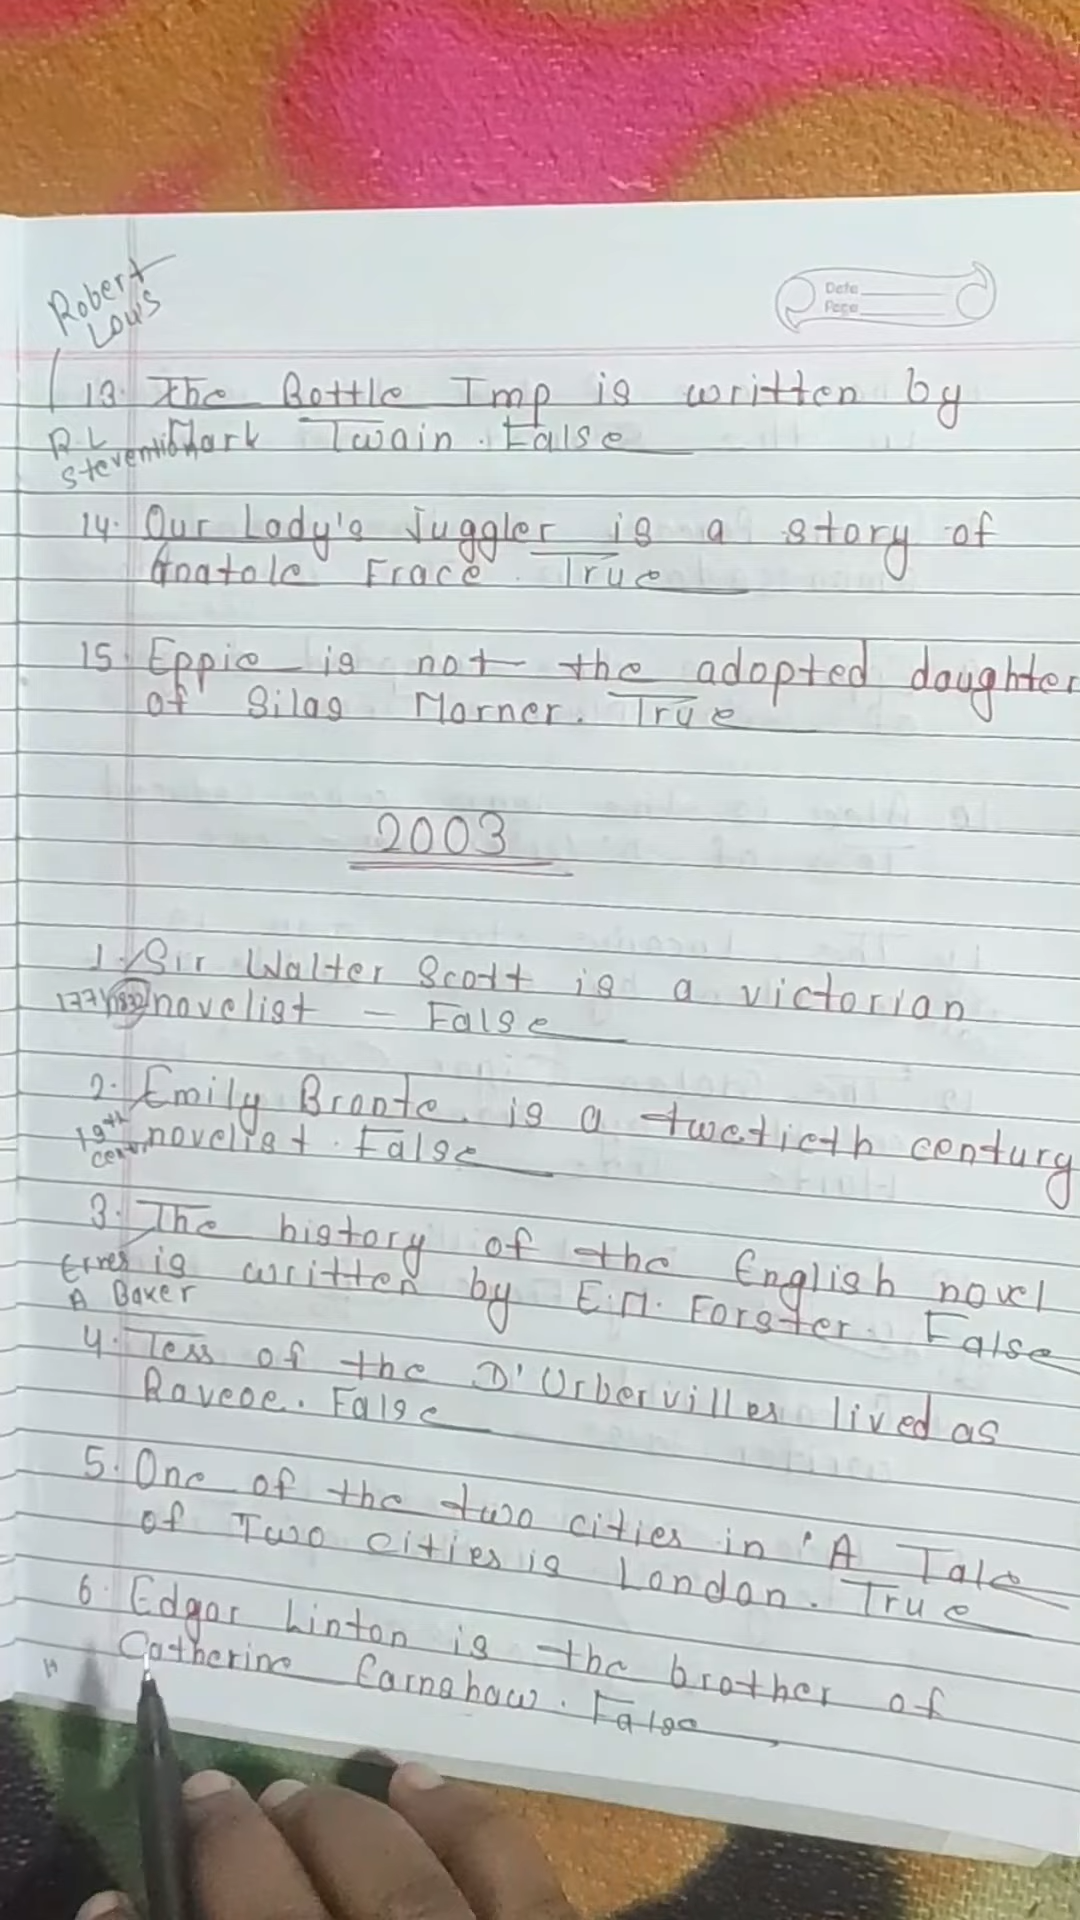 Robert
Louis
Date
Page
13. The Bottle Imp is written by
R.L
Stevention
Mark Twain. False
14. Our Lady's Juggler is a story of
Anatole Frace. True
15. Eppie is not the adopted daughter
of Silas Marner. True
2003
1. Sir Walter Scott is a victorian
1771 1832 novelist – False
2. Emily Bronte is a twetieth century
19th
centu
novelist. False
3. The history of the English novel
is written by E.M. Forster. False
A Baker
4. Tess of the D'Urbervilles lived as
False
5. One of the two cities in 'A Tale
of Two cities is London. True
6. Edgar Linton is the brother of
Catherine Earnshaw. False